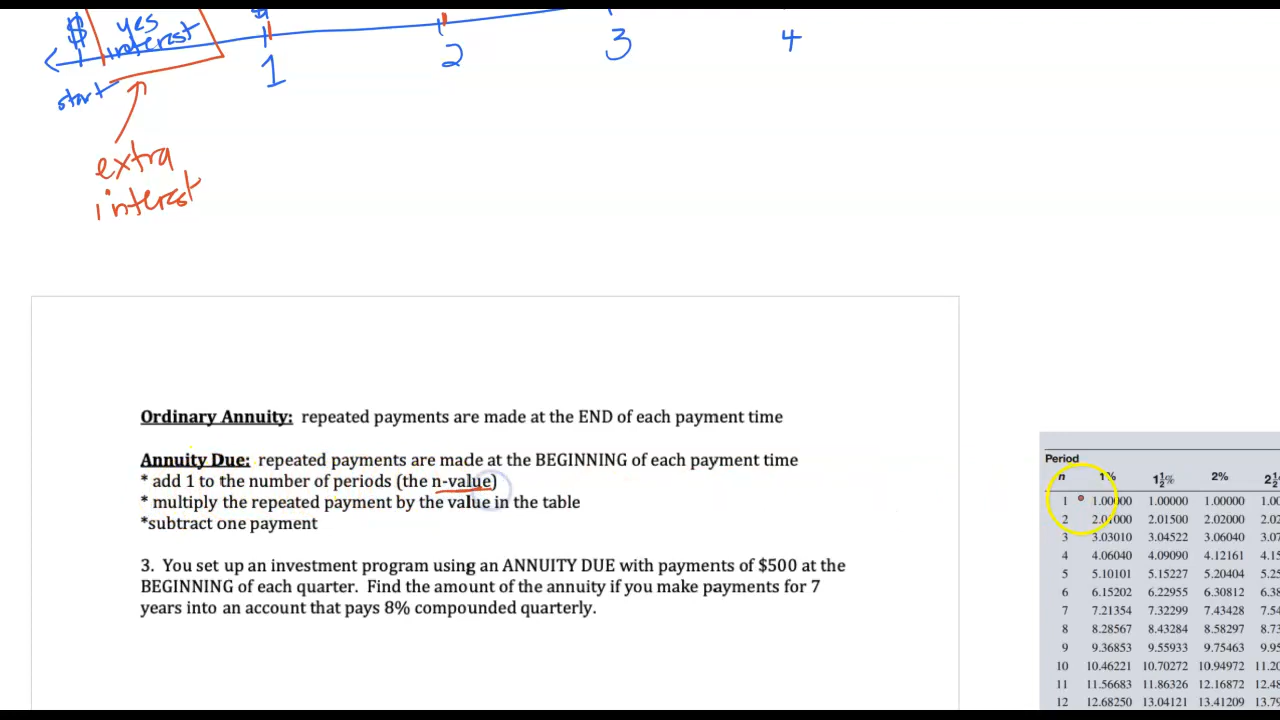 $ yes
interest
start 1 2 3 4
extra
interest
Ordinary Annuity: repeated payments are made at the END of each payment time
Annuity Due: repeated payments are made at the BEGINNING of each payment time
* add 1 to the number of periods (the n-value)
* multiply the repeated payment by the value in the table
*subtract one payment
3. You set up an investment program using an ANNUITY DUE with payments of $500 at the
BEGINNING of each quarter. Find the amount of the annuity if you make payments for 7
years into an account that pays 8% compounded quarterly.
Period
n 1% 1½% 2%
1 1.00000 1.00000 1.00000
2 2.01000 2.01500 2.02000
3 3.03010 3.04522 3.06040
4 4.06040 4.09090 4.12161
5 5.10101 5.15227 5.20404
6 6.15202 6.22955 6.30812
7 7.21354 7.32299 7.43428
8 8.28567 8.43284 8.58297
9 9.36853 9.55933 9.75463
10 10.46221 10.70272 10.94972
11 11.56683 11.86326 12.16872
12 12.68250 13.04121 13.41209